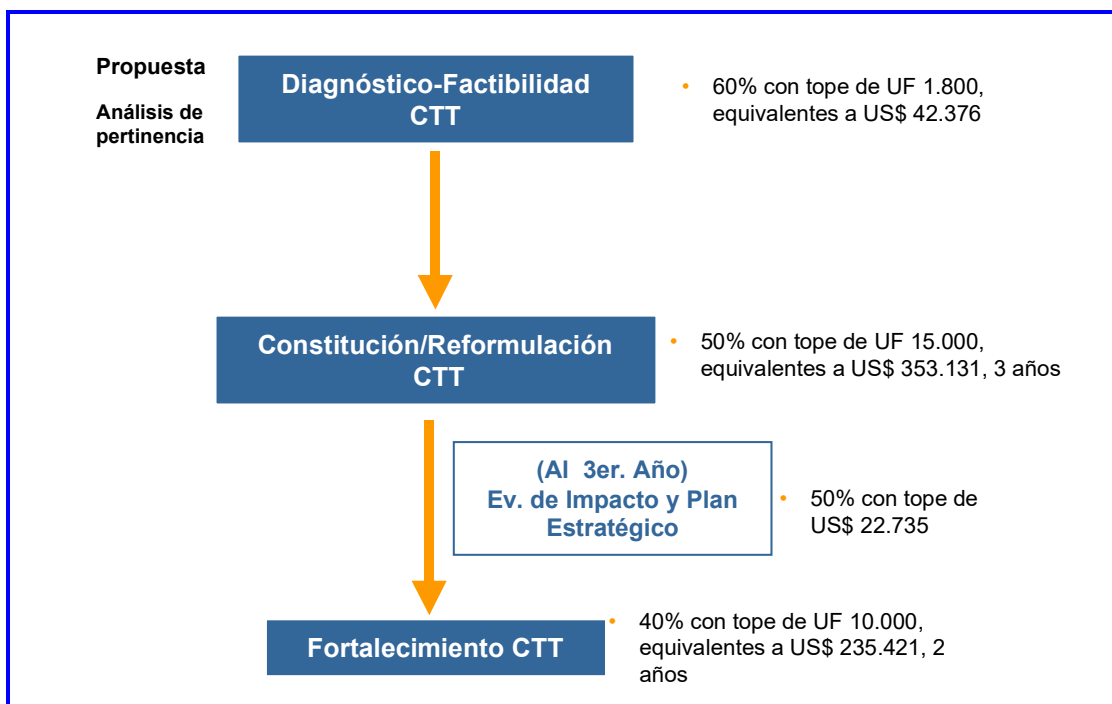 Propuesta
Análisis de
pertinencia
Diagnóstico-Factibilidad
CTT
• 60% con tope de UF 1.800,
equivalentes a US$ 42.376
Constitución/Reformulación
CTT
• 50% con tope de UF 15.000,
equivalentes a US$ 353.131, 3 años
(Al 3er. Año)
Ev. de Impacto y Plan
Estratégico
• 50% con tope de
US$ 22.735
Fortalecimiento CTT
• 40% con tope de UF 10.000,
equivalentes a US$ 235.421, 2
años